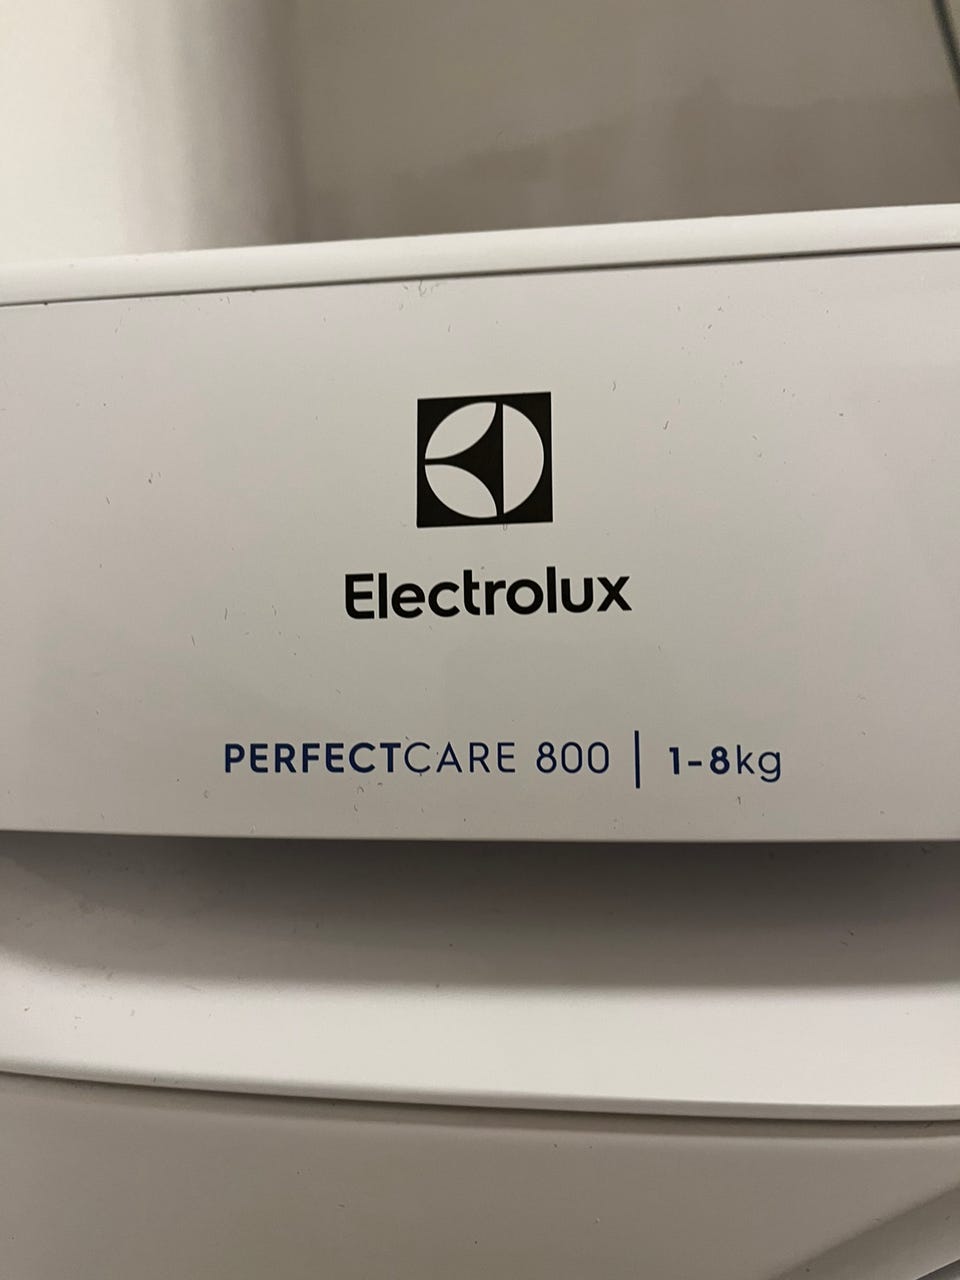 Electrolux
PERFECTCARE 800 | 1-8kg